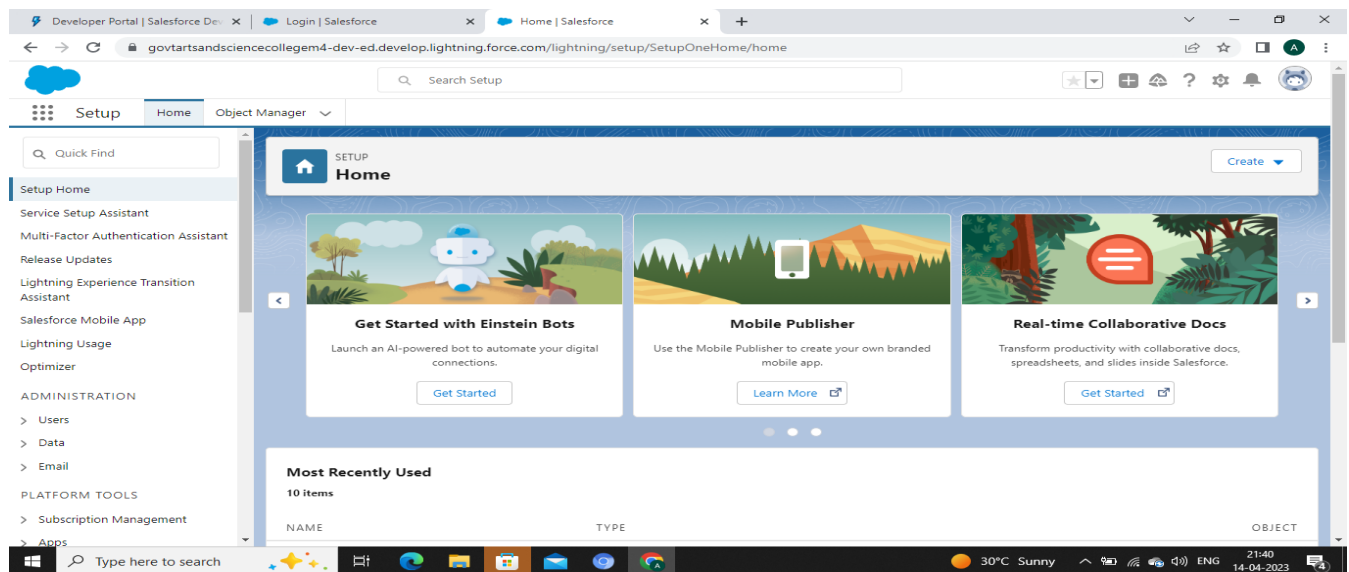 Developer Portal | Salesforce Dev
Login | Salesforce
Home | Salesforce
govtartsandsciencecollegem4-dev-ed.develop.lightning.force.com/lightning/setup/SetupOneHome/home
A
Search Setup
Setup
Home
Object Manager
Quick Find
Setup Home
Service Setup Assistant
Multi-Factor Authentication Assistant
Release Updates
Lightning Experience Transition
Assistant
Salesforce Mobile App
Lightning Usage
Optimizer
ADMINISTRATION
Users
Data
Email
PLATFORM TOOLS
Subscription Management
Apps
SETUP
Home
Create
Get Started with Einstein Bots
Launch an AI-powered bot to automate your digital
connections.
Get Started
Mobile Publisher
Use the Mobile Publisher to create your own branded
mobile app.
Learn More
Real-time Collaborative Docs
Transform productivity with collaborative docs,
spreadsheets, and slides inside Salesforce.
Get Started
Most Recently Used
10 items
NAME TYPE OBJECT
Type here to search
30°C Sunny
ENG
21:40
14-04-2023
4